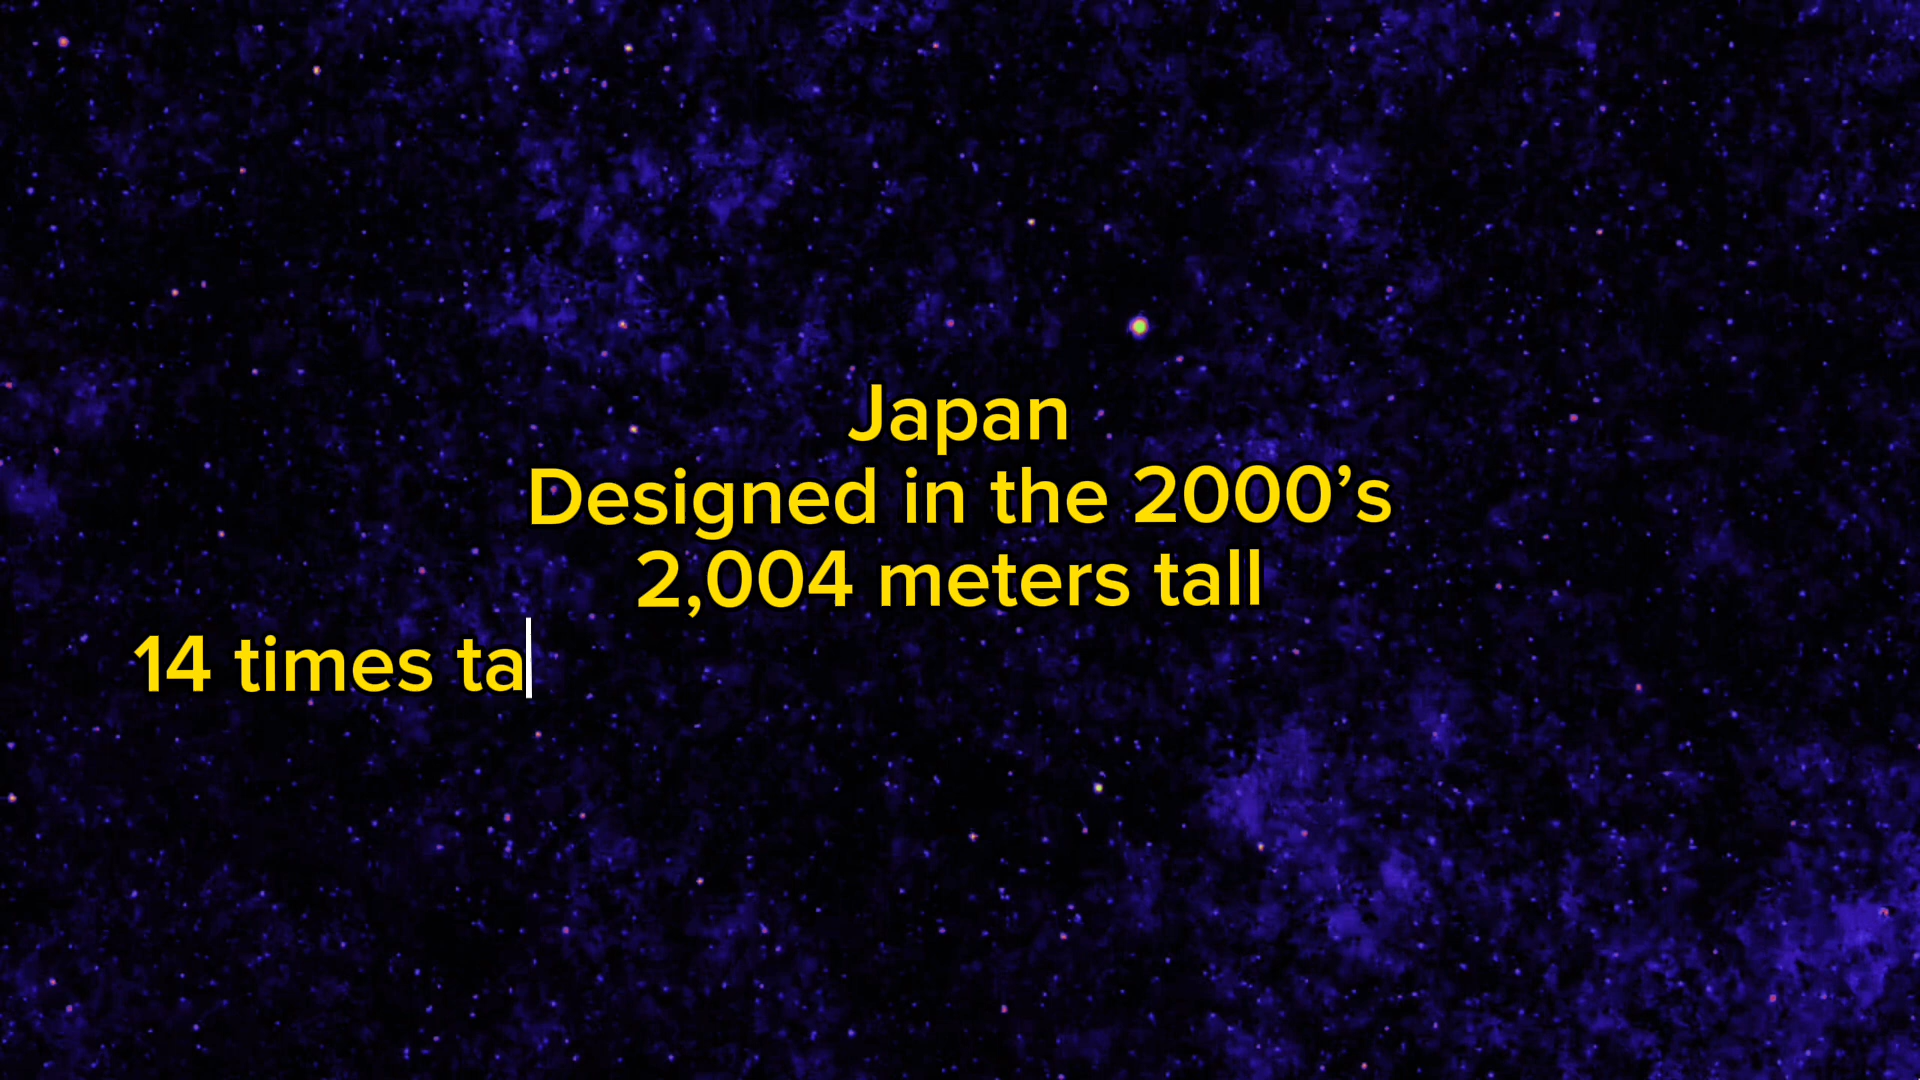 Japan
Designed in the 2000’s
2,004 meters tall
14 times ta